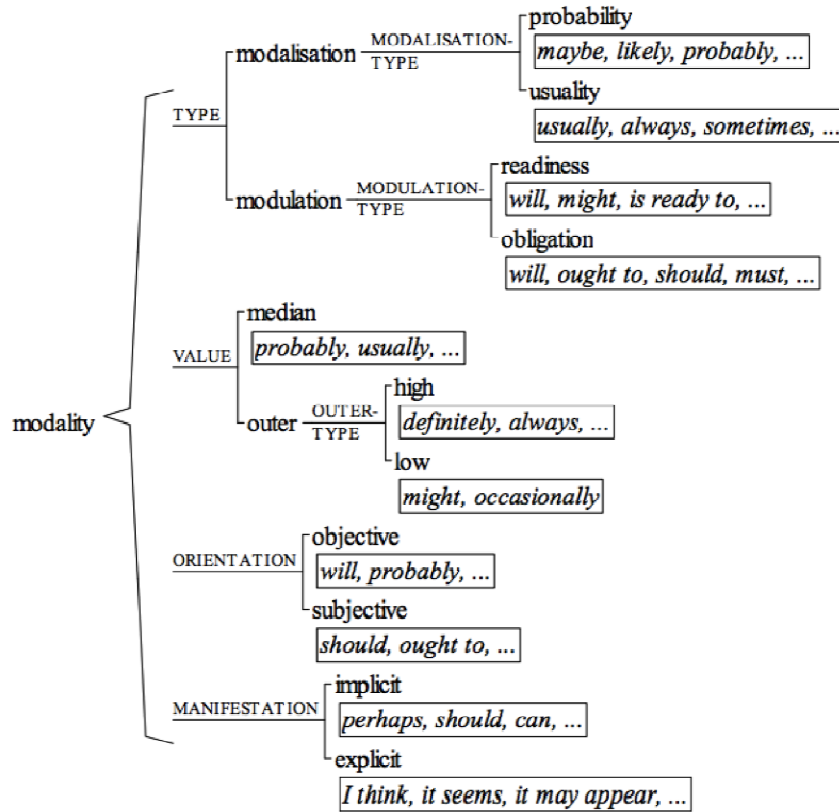 probability
modalisation MODALISATION-TYPE
maybe, likely, probably, ...
usuality
TYPE
usually, always, sometimes, ...
readiness
modulation MODULATION-TYPE
will, might, is ready to, ...
obligation
will, ought to, should, must, ...
median
VALUE
probably, usually, ...
high
modality
outer OUTER-TYPE
definitely, always, ...
low
might, occasionally
objective
ORIENTATION
will, probably, ...
subjective
should, ought to, ...
implicit
MANIFESTATION
perhaps, should, can, ...
explicit
I think, it seems, it may appear, ...